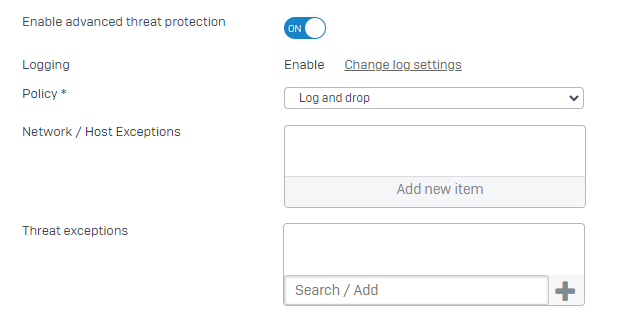 Enable advanced threat protection
ON
Logging
Enable Change log settings
Policy *
Log and drop
Network / Host Exceptions
Add new item
Threat exceptions
Search / Add